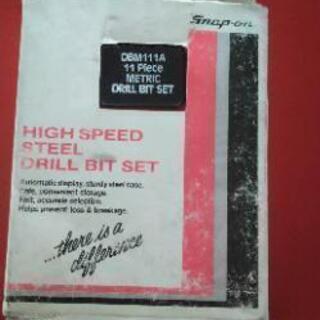 Snap-on
DBM111A
11 Piece
METRIC
DRILL BIT SET
HIGH SPEED
STEEL
DRILL BIT SET
Automatic display, sturdy steel case.
Safe, convenient storage.
Fast, accurate selection.
Helps prevent loss & breakage.
...there is a
difference